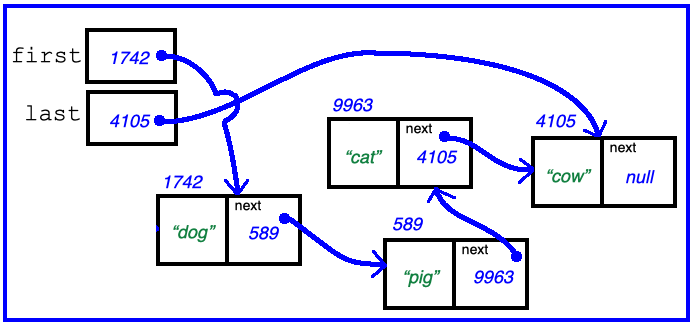 first
1742
last
4105
9963
“cat”
next
4105
4105
“cow”
next
null
1742
“dog”
next
589
589
“pig”
next
9963